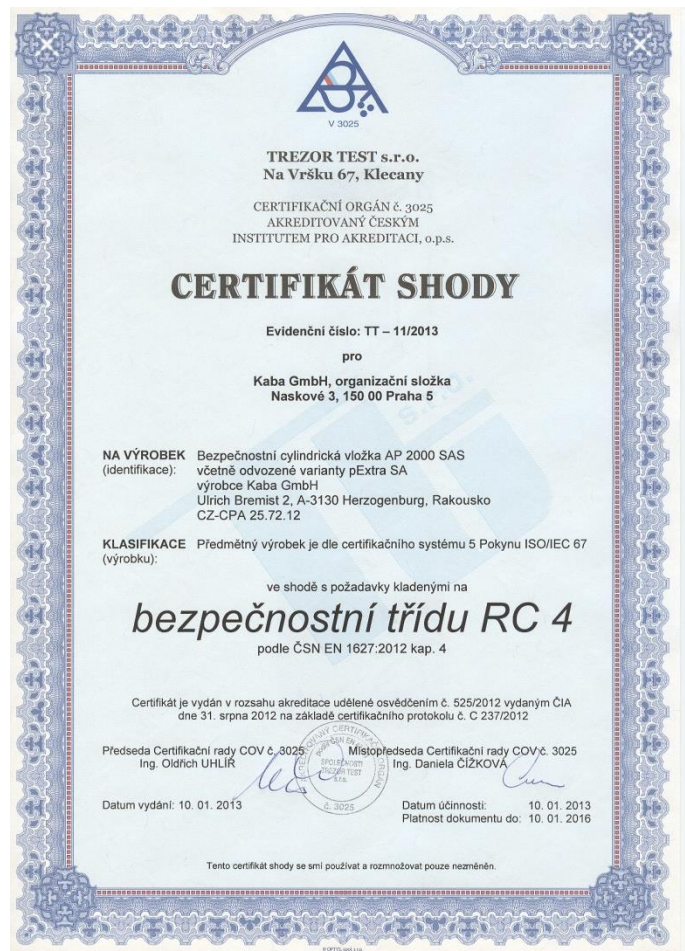 V 3025
TREZOR TEST s.r.o.
Na Vršku 67, Klecany
CERTIFIKAČNÍ ORGÁN č. 3025
AKREDITOVANÝ ČESKÝM
INSTITUTEM PRO AKREDITACI, o.p.s.
CERTIFIKÁT SHODY
Evidenční číslo: TT – 11/2013
pro
Kaba GmbH, organizační složka
Naskové 3, 150 00 Praha 5
NA VÝROBEK Bezpečnostní cylindrická vložka AP 2000 SAS
(identifikace): včetně odvozené varianty pExtra SA
výrobce Kaba GmbH
Ulrich Bremist 2, A-3130 Herzogenburg, Rakousko
CZ-CPA 25.72.12
KLASIFIKACE Předmětný výrobek je dle certifikačního systému 5 Pokynu ISO/IEC 67
(výrobku):
ve shodě s požadavky kladenými na
bezpečnostní třídu RC 4
podle ČSN EN 1627:2012 kap. 4
Certifikát je vydán v rozsahu akreditace udělené osvědčením č. 525/2012 vydaným ČIA
dne 31. srpna 2012 na základě certifikačního protokolu č. C 237/2012
Předseda Certifikační rady COV č. 3025 Místopředseda Certifikační rady COV č. 3025
Ing. Oldřich UHLÍŘ Ing. Daniela ČÍŽKOVÁ
SPOLEČNOSTI
TREZOR TEST
s.r.o.
č. 3025
Datum vydání: 10. 01. 2013 Datum účinnosti: 10. 01. 2013
Platnost dokumentu do: 10. 01. 2016
Tento certifikát shody se smí používat a rozmnožovat pouze nezměněn.